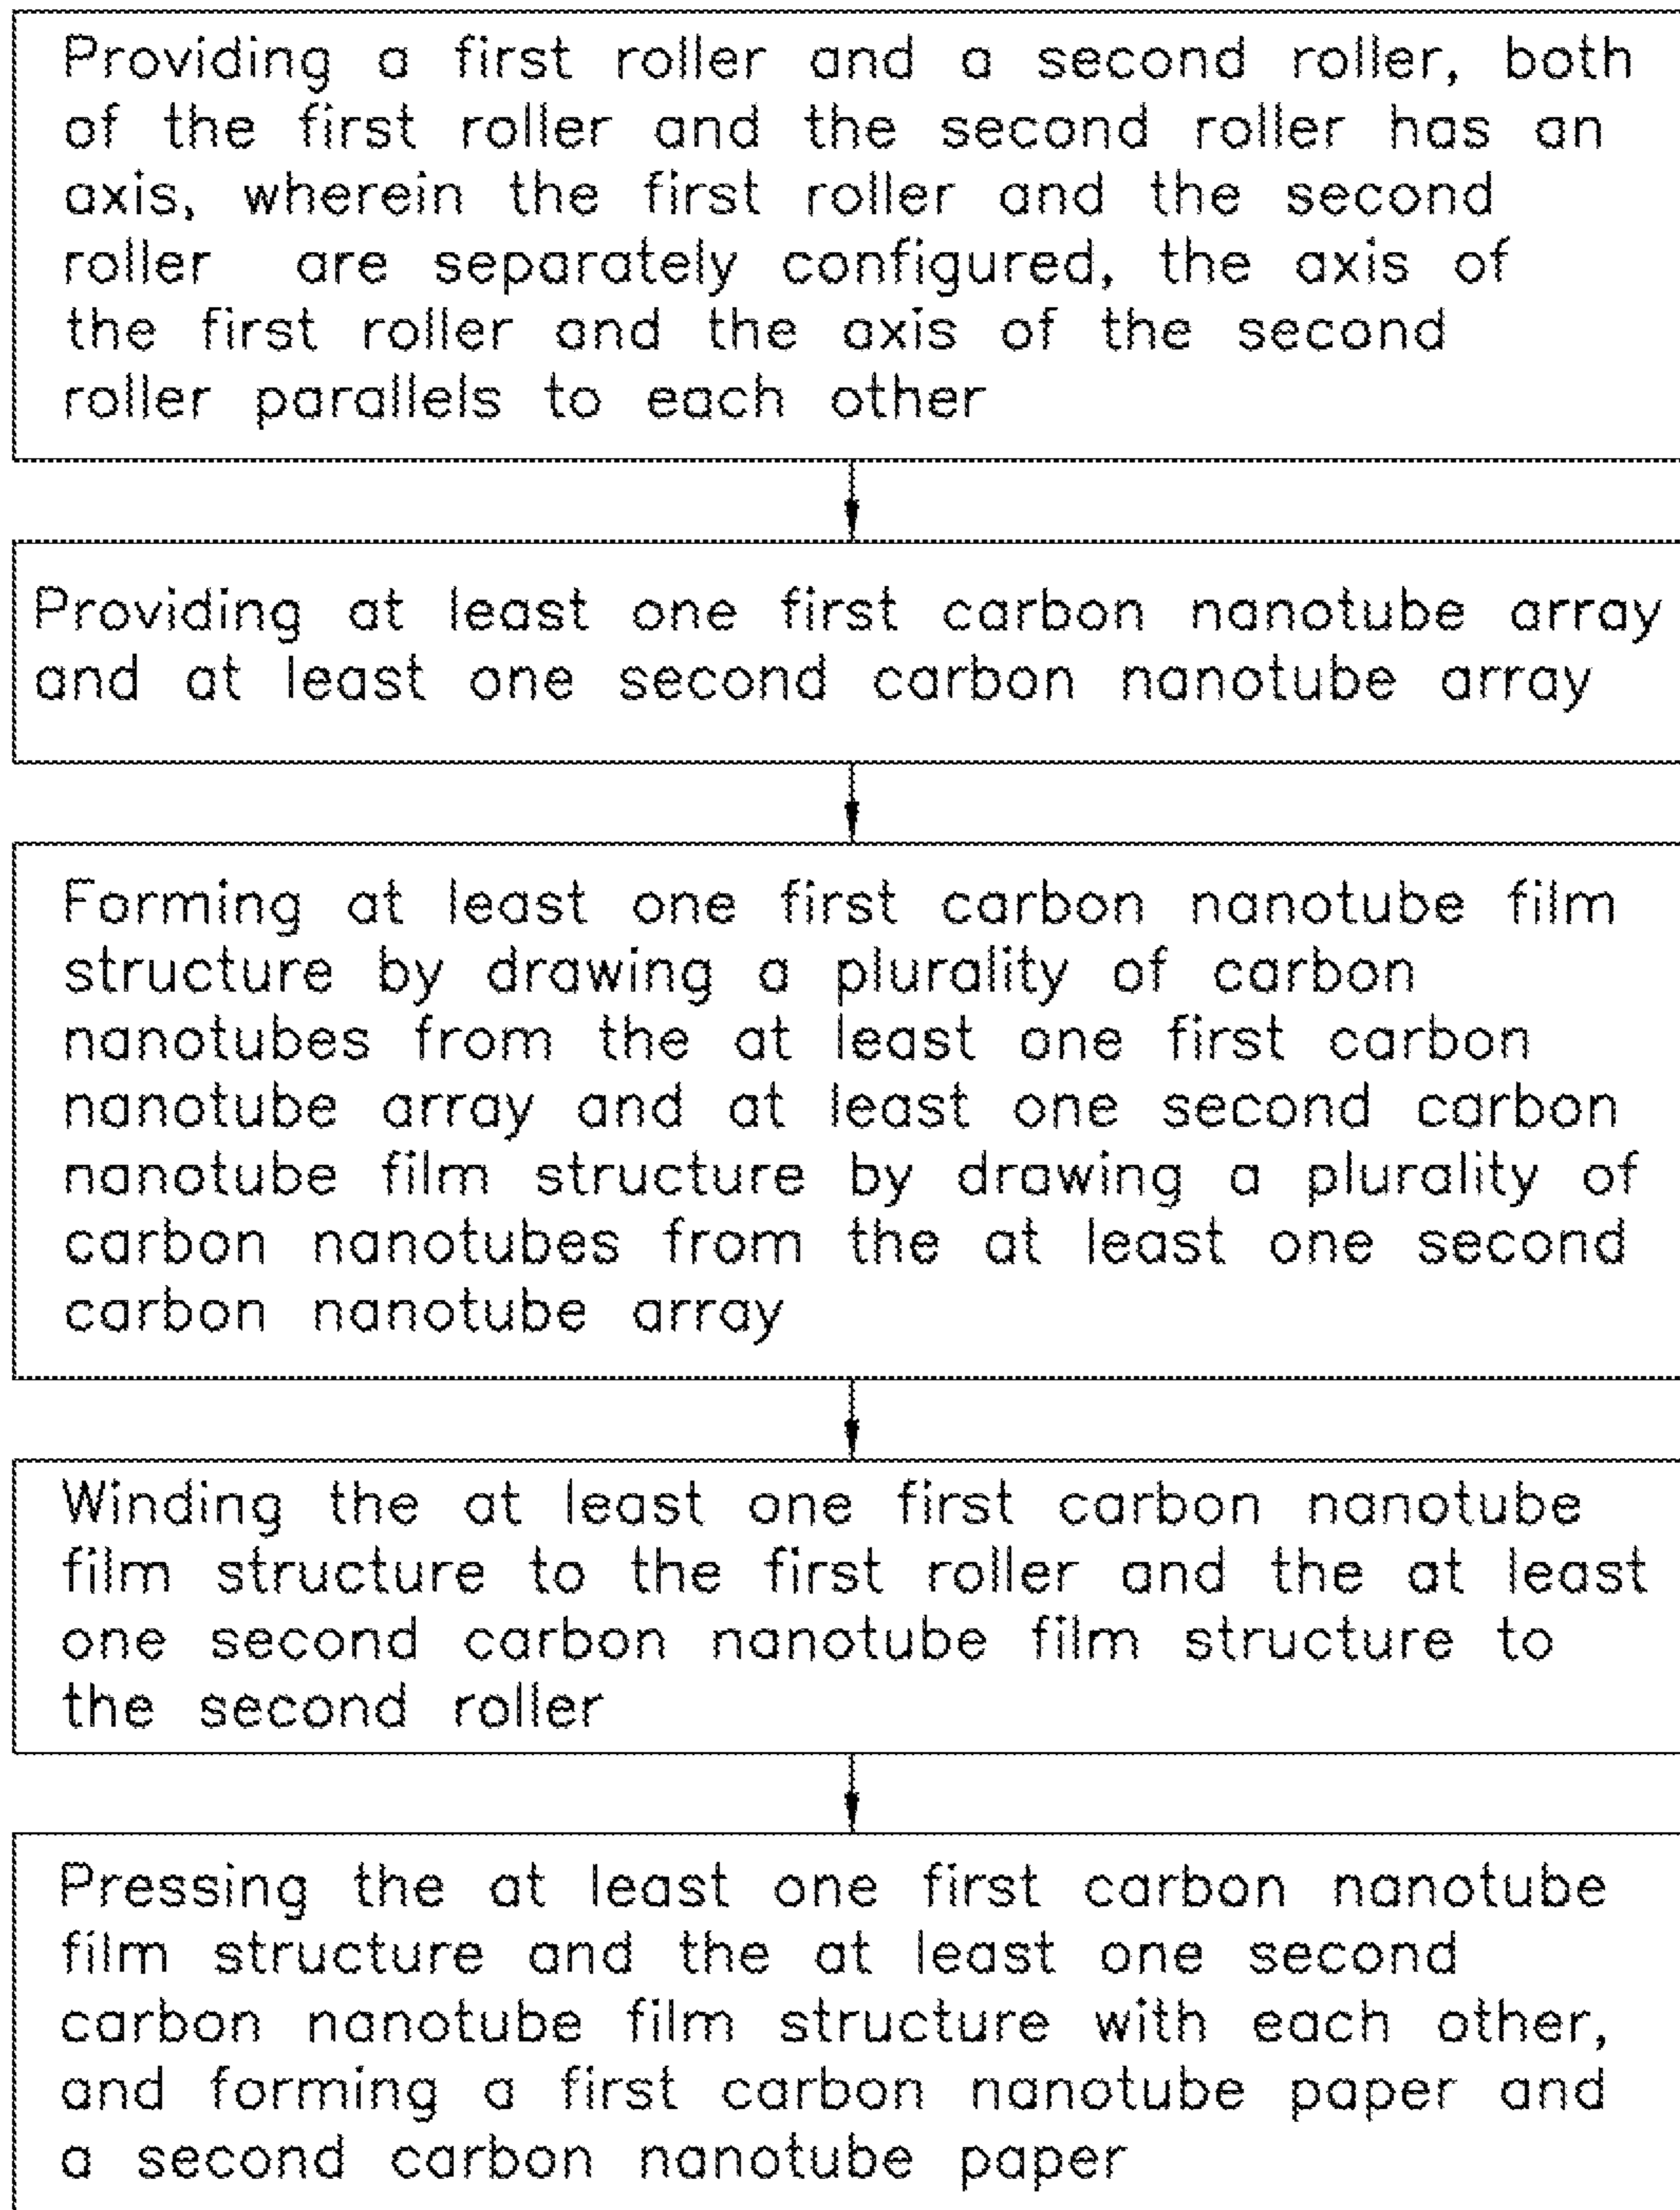 Providing a first roller and a second roller, both
of the first roller and the second roller has an
axis, wherein the first roller and the second
roller are separately configured, the axis of
the first roller and the axis of the second
roller parallels to each other
Providing at least one first carbon nanotube array
and at least one second carbon nanotube array
Forming at least one first carbon nanotube film
structure by drawing a plurality of carbon
nanotubes from the at least one first carbon
nanotube array and at least one second carbon
nanotube film structure by drawing a plurality of
carbon nanotubes from the at least one second
carbon nanotube array
Winding the at least one first carbon nanotube
film structure to the first roller and the at least
one second carbon nanotube film structure to
the second roller
Pressing the at least one first carbon nanotube
film structure and the at least one second
carbon nanotube film structure with each other,
and forming a first carbon nanotube paper and
a second carbon nanotube paper